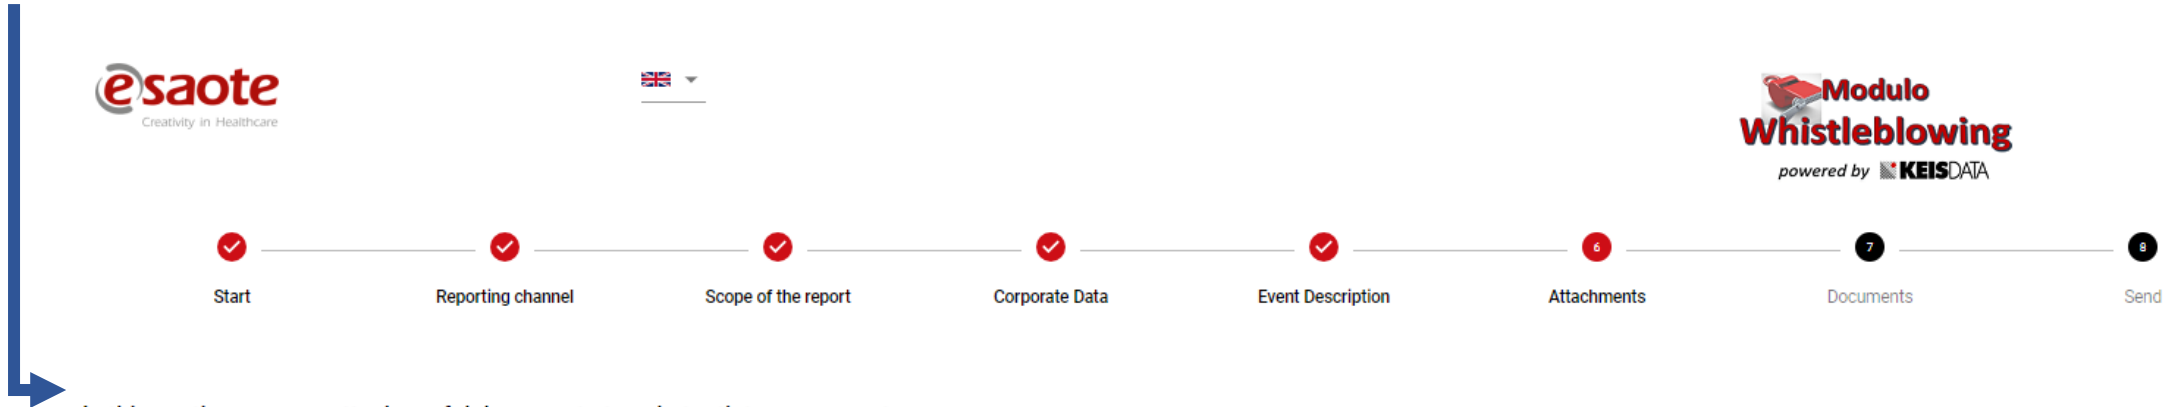 esaote
Creativity in Healthcare
Modulo
Whistleblowing
powered by KEISDATA
6 7 8
Start Reporting channel Scope of the report Corporate Data Event Description Attachments Documents Send